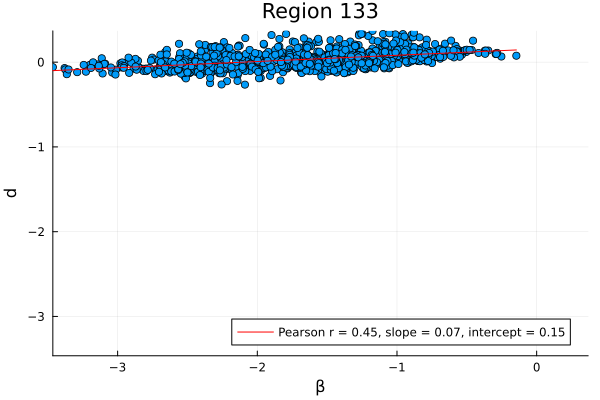 Region 133
d
0
−1
−2
−3
Pearson r = 0.45, slope = 0.07, intercept = 0.15
−3
−2
−1
0
β